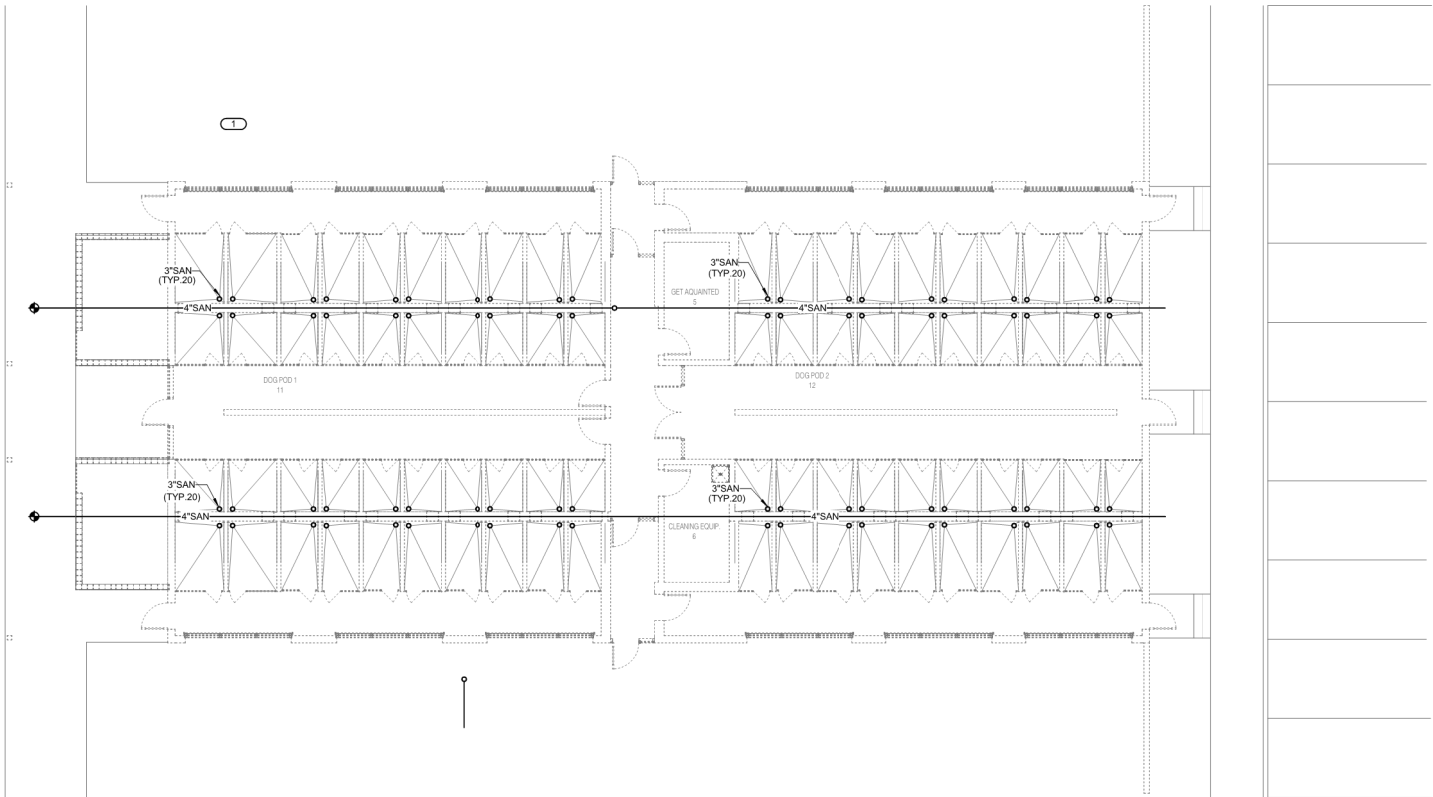 1
3"SAN
(TYP.20)
3"SAN
(TYP.20)
GET AQUAINTED
5
4"SAN
4"SAN
DOG POD 1
11
DOG POD 2
12
3"SAN
(TYP.20)
3"SAN
(TYP.20)
4"SAN
4"SAN
CLEANING EQUIP.
6